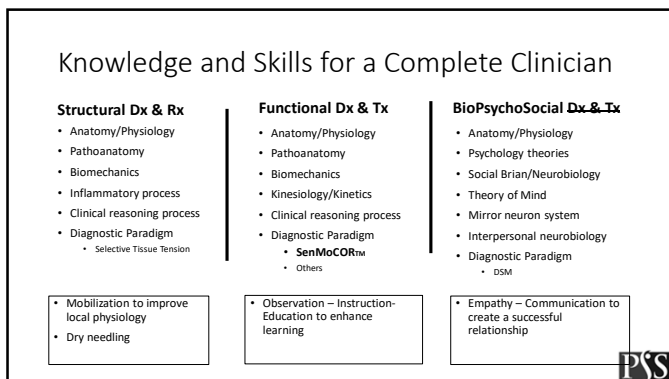 Knowledge and Skills for a Complete Clinician
Structural Dx & Rx
• Anatomy/Physiology
• Pathoanatomy
• Biomechanics
• Inflammatory process
• Clinical reasoning process
• Diagnostic Paradigm
• Selective Tissue Tension
• Mobilization to improve
local physiology
• Dry needling
Functional Dx & Tx
• Anatomy/Physiology
• Pathoanatomy
• Biomechanics
• Kinesiology/Kinetics
• Clinical reasoning process
• Diagnostic Paradigm
• SenMoCOR™
• Others
• Observation – Instruction-
Education to enhance
learning
BioPsychoSocial Dx & Tx
• Anatomy/Physiology
• Psychology theories
• Social Brian/Neurobiology
• Theory of Mind
• Mirror neuron system
• Interpersonal neurobiology
• Diagnostic Paradigm
• DSM
• Empathy – Communication to
create a successful
relationship